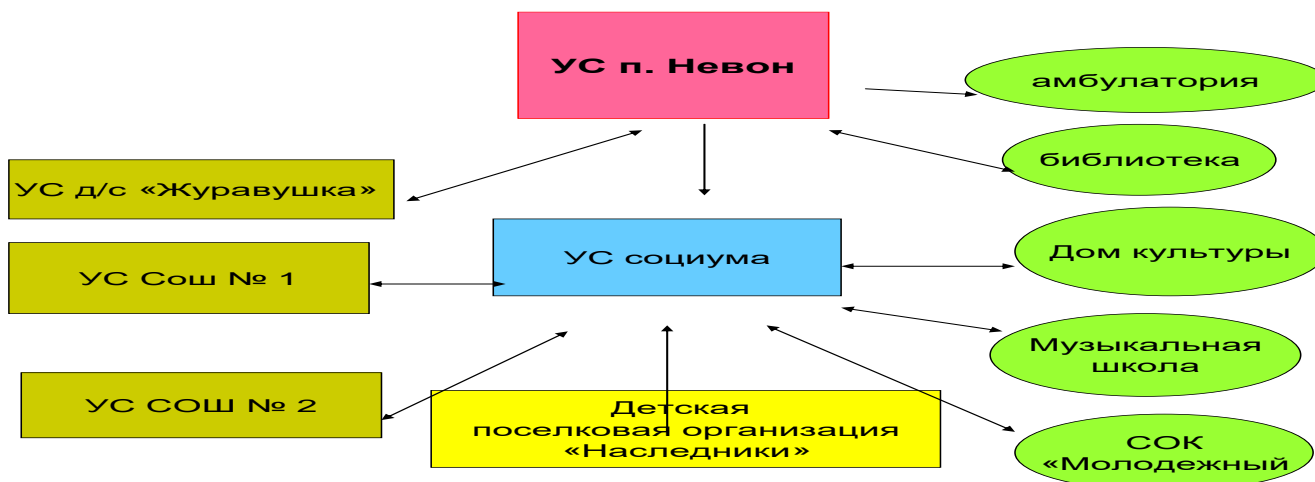 УС п. Невон
амбулатория
библиотека
УС д/с «Журавушка»
УС социума
Дом культуры
УС Сош № 1
Музыкальная
школа
УС СОШ № 2
Детская
поселковая организация
«Наследники»
СОК
«Молодежный